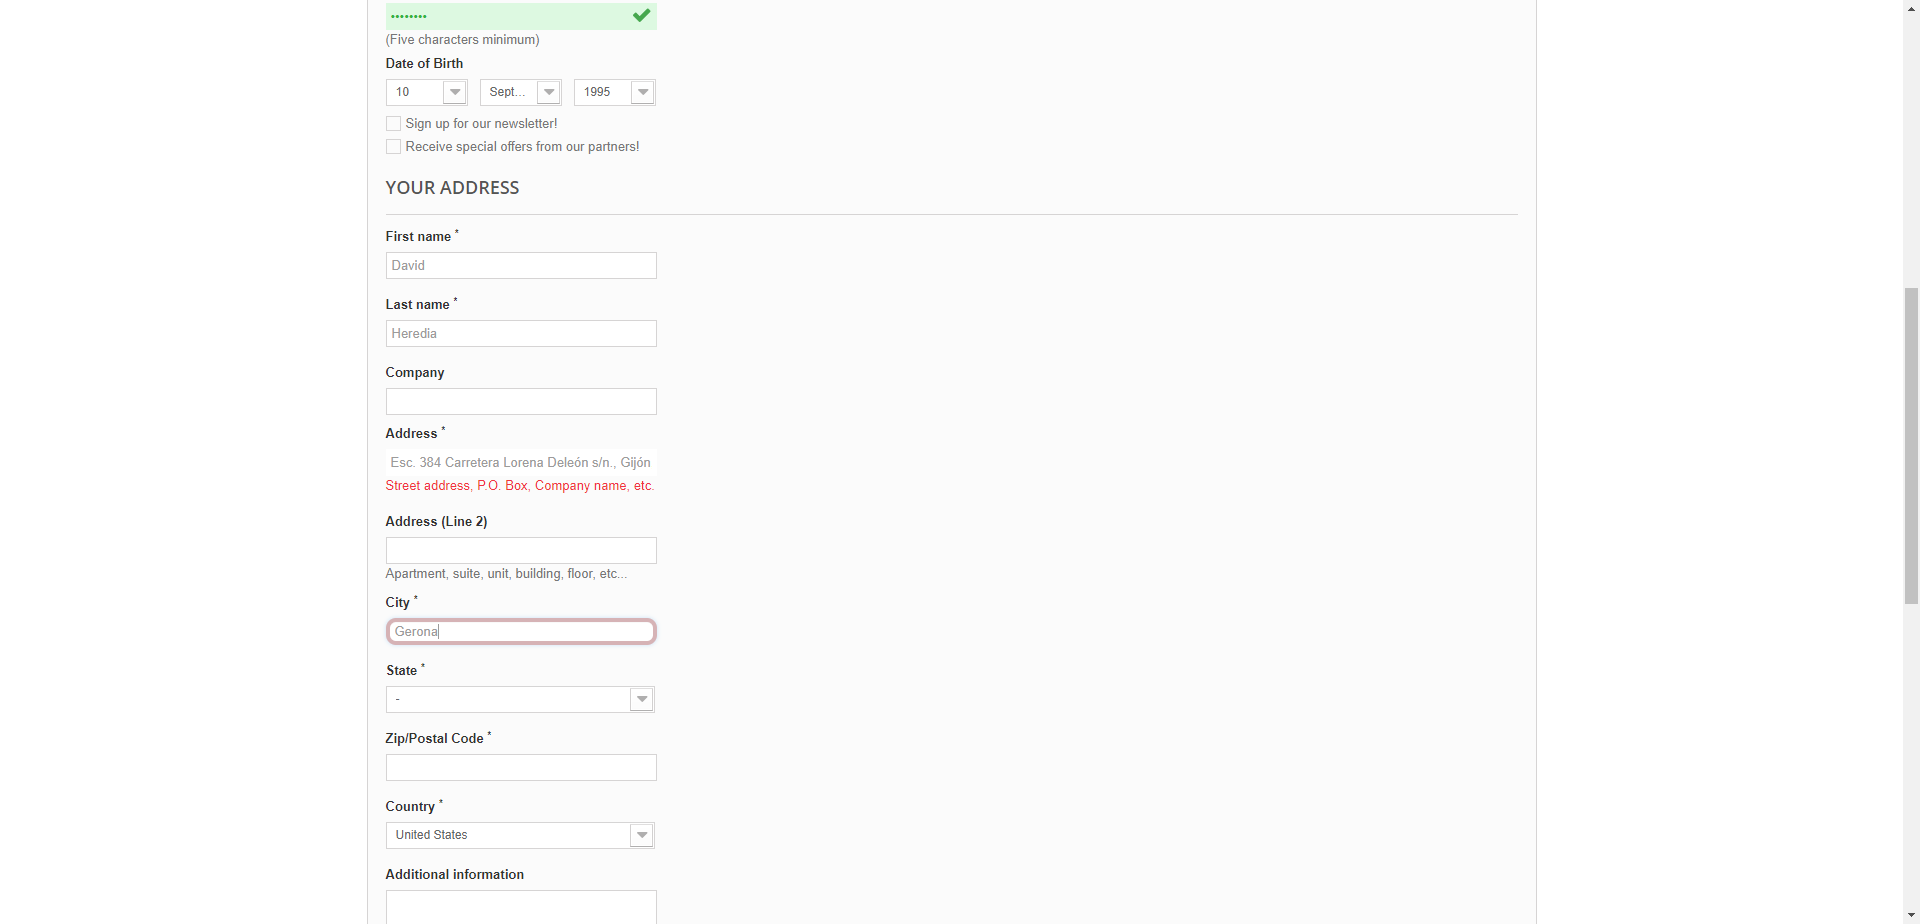 ••••••••
(Five characters minimum)
Date of Birth
10 Sept... 1995
Sign up for our newsletter!
Receive special offers from our partners!
YOUR ADDRESS
First name *
David
Last name *
Heredia
Company
Address *
Esc. 384 Carretera Lorena Deleón s/n., Gijón
Street address, P.O. Box, Company name, etc.
Address (Line 2)
Apartment, suite, unit, building, floor, etc...
City *
Gerona
State *
-
Zip/Postal Code *
Country *
United States
Additional information